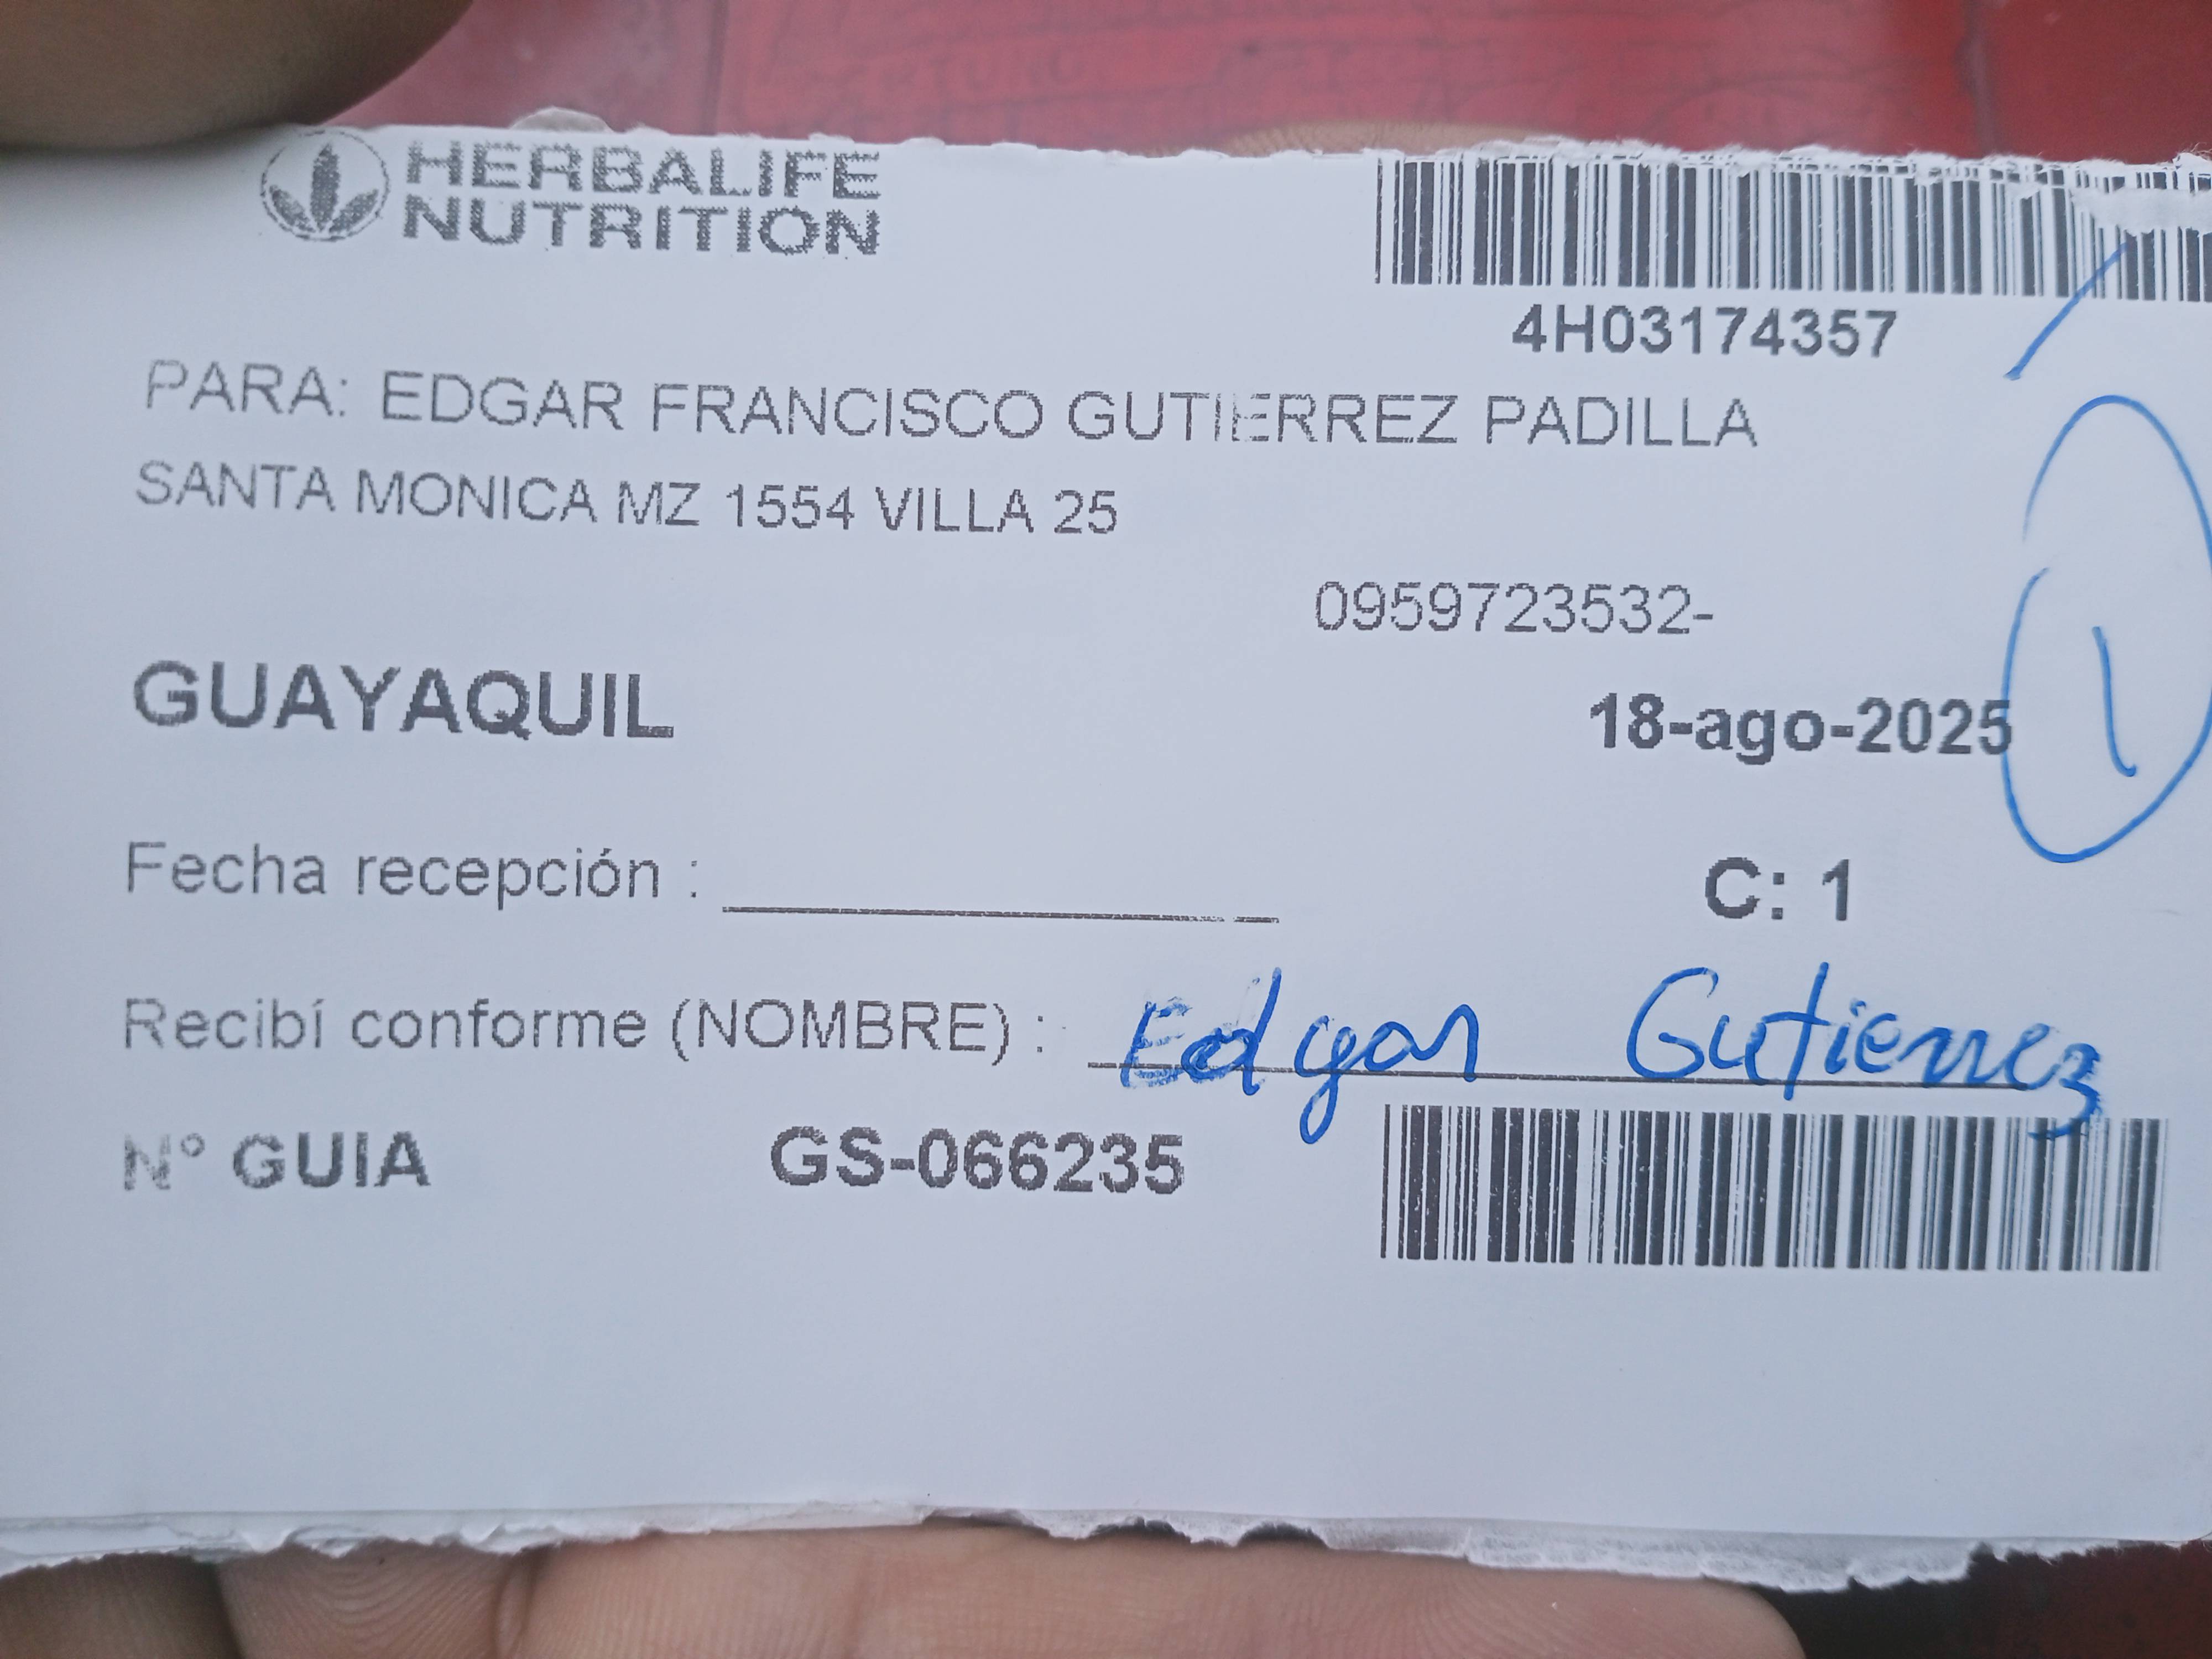 HERBALIFE
NUTRITION
4H03174357
PARA: EDGAR FRANCISCO GUTIERREZ PADILLA
SANTA MONICA MZ 1554 VILLA 25
0959723532-
GUAYAQUIL
18-ago-2025
1
Fecha recepción :
C: 1
Recibí conforme (NOMBRE) : Edgar Gutierrez
N° GUIA GS-066235